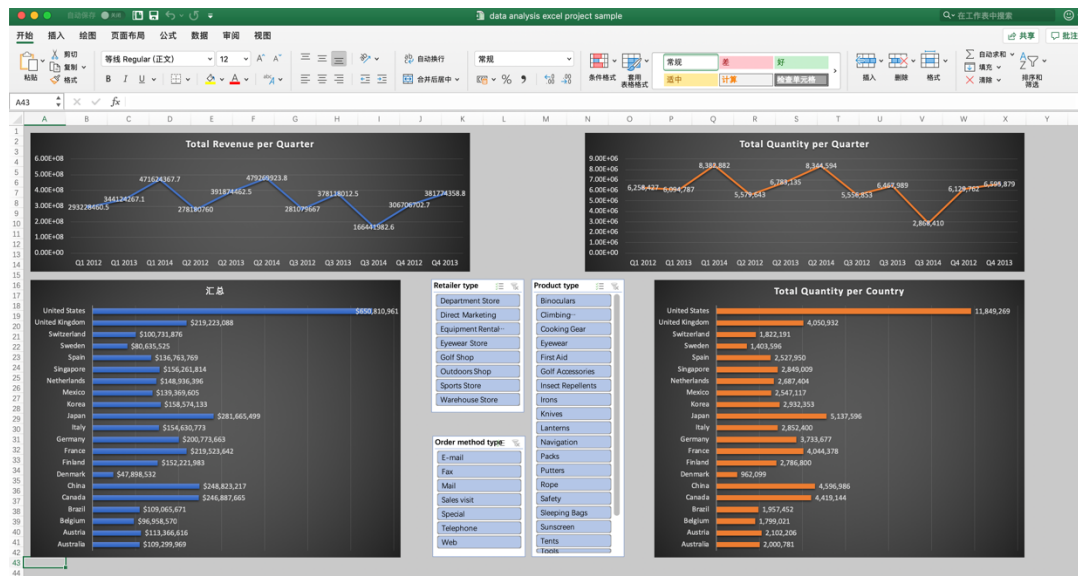 自动保存
data analysis excel project sample
在工作表中搜索
开始 插入 绘图 页面布局 公式 数据 审阅 视图
共享 批注
粘贴 剪切 复制 格式
等线 Regular (正文) 12
自动换行
合并后居中
常规
条件格式 套用表格格式
常规 差 好
适中 计算 检查单元格
插入 删除 格式
自动求和 填充 清除
排序和筛选
A43 fx
A B C D E F G H I J K L M N O P Q R S T U V W X Y
Total Revenue per Quarter
6.00E+08
5.00E+08
4.00E+08
3.00E+08
2.00E+08
1.00E+08
0.00E+00
293228460.5 344124267.1 471624367.7 278180760 391874462.5 479269923.8 281079667 378118012.5 166441982.6 306706702.7 381774358.8
Q1 2012 Q1 2013 Q1 2014 Q2 2012 Q2 2013 Q2 2014 Q3 2012 Q3 2013 Q3 2014 Q4 2012 Q4 2013
Total Quantity per Quarter
9.00E+06
8.00E+06
7.00E+06
6.00E+06
5.00E+06
4.00E+06
3.00E+06
2.00E+06
1.00E+06
0.00E+00
6,258,427 6,094,787 8,387,882 5,579,643 6,783,135 8,344,594 5,556,853 6,467,989 2,868,410 6,129,762 6,595,879
Q1 2012 Q1 2013 Q1 2014 Q2 2012 Q2 2013 Q2 2014 Q3 2012 Q3 2013 Q3 2014 Q4 2012 Q4 2013
汇总
United States $650,810,961
United Kingdom $219,223,088
Switzerland $100,731,876
Sweden $80,635,525
Spain $136,763,769
Singapore $156,261,814
Netherlands $148,936,396
Mexico $139,369,605
Korea $158,574,133
Japan $281,665,499
Italy $154,630,773
Germany $200,773,663
France $219,523,642
Finland $152,221,983
Denmark $47,898,532
China $248,823,217
Canada $246,887,665
Brazil $109,065,671
Belgium $96,958,570
Austria $113,366,616
Australia $109,299,969
Retailer type
Department Store
Direct Marketing
Equipment Rental…
Eyewear Store
Golf Shop
Outdoors Shop
Sports Store
Warehouse Store
Order method type
E-mail
Fax
Mail
Sales visit
Special
Telephone
Web
Product type
Binoculars
Climbing…
Cooking Gear
Eyewear
First Aid
Golf Accessories
Insect Repellents
Irons
Knives
Lanterns
Navigation
Packs
Putters
Rope
Safety
Sleeping Bags
Sunscreen
Tents
Tools
Total Quantity per Country
United States 11,849,269
United Kingdom 4,050,932
Switzerland 1,822,191
Sweden 1,403,596
Spain 2,527,950
Singapore 2,849,009
Netherlands 2,687,404
Mexico 2,547,117
Korea 2,932,353
Japan 5,137,596
Italy 2,852,400
Germany 3,733,677
France 4,044,378
Finland 2,786,800
Denmark 962,099
China 4,596,986
Canada 4,419,144
Brazil 1,957,452
Belgium 1,799,021
Austria 2,102,206
Australia 2,000,781